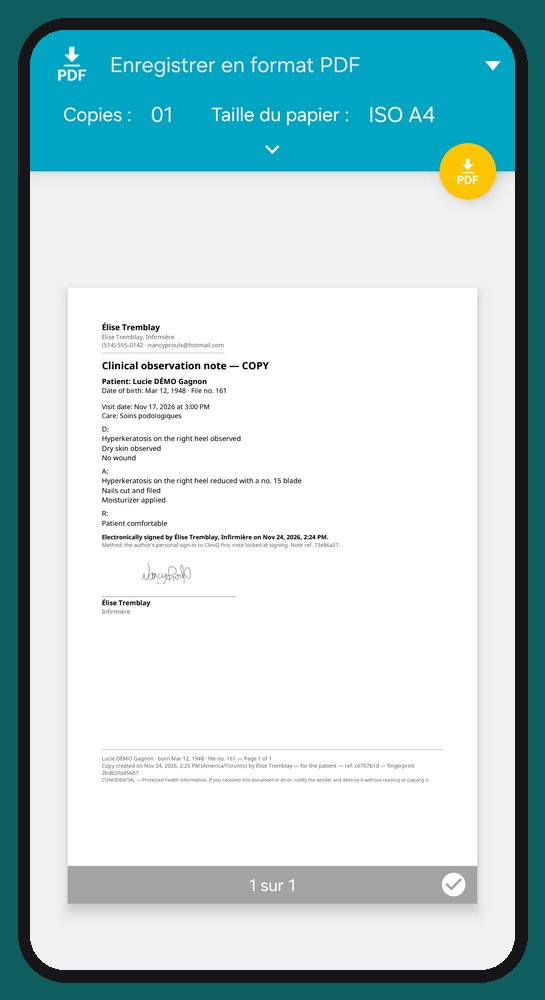 PDF
Enregistrer en format PDF
Copies : 01 Taille du papier : ISO A4
PDF
Élise Tremblay
Élise Tremblay, Infirmière
(514) 555-0142 · nancyproulx@hotmail.com
Clinical observation note — COPY
Patient: Lucie DÉMO Gagnon
Date of birth: Mar 12, 1948 · File no. 161
Visit date: Nov 17, 2026 at 3:00 PM
Care: Soins podologiques
D:
Hyperkeratosis on the right heel observed
Dry skin observed
No wound
A:
Hyperkeratosis on the right heel reduced with a no. 15 blade
Nails cut and filed
Moisturizer applied
R:
Patient comfortable
Electronically signed by Élise Tremblay, Infirmière on Nov 24, 2026, 2:24 PM.
Method: the author's personal sign-in to CliniQ Pro; note locked at signing. Note ref. 73e86a27.
Élise Tremblay
Infirmière
Lucie DÉMO Gagnon · born Mar 12, 1948 · file no. 161 — Page 1 of 1
Copy created on Nov 24, 2026, 2:25 PM (America/Toronto) by Élise Tremblay — for the patient — ref. c6707b1d — fingerprint
2bdb2fdd56b7
CONFIDENTIAL — Protected health information. If you received this document in error, notify the sender and destroy it without reading or copying it.
1 sur 1